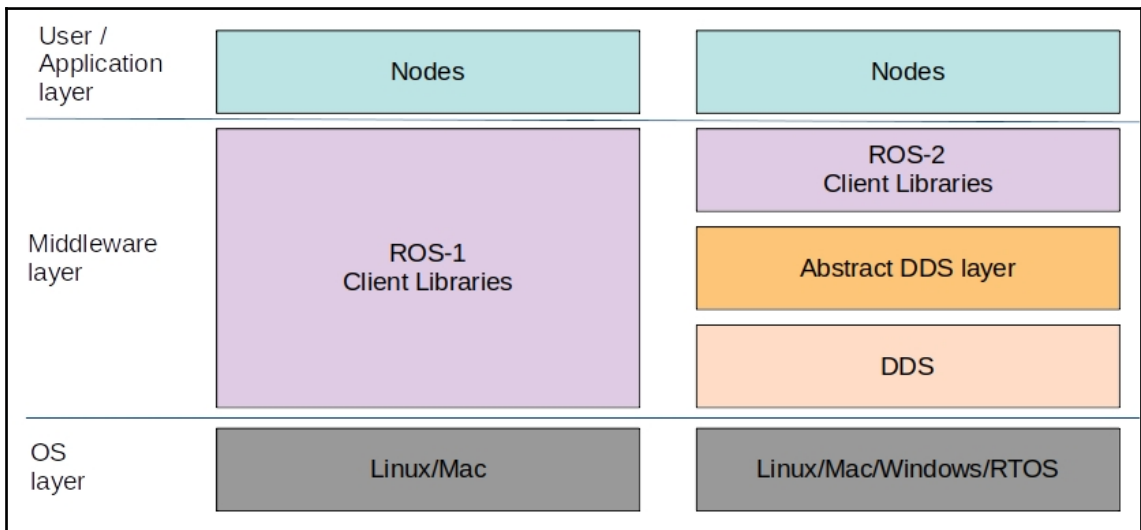 User /
Application
layer
Nodes
Nodes
Middleware
layer
ROS-1
Client Libraries
ROS-2
Client Libraries
Abstract DDS layer
DDS
OS
layer
Linux/Mac
Linux/Mac/Windows/RTOS